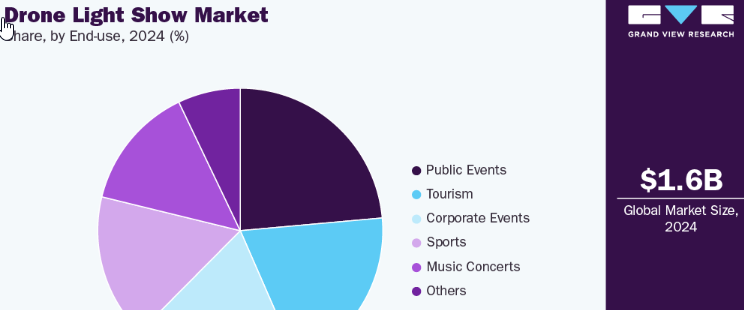 Drone Light Show Market
Share, by End-use, 2024 (%)
GRAND VIEW RESEARCH
Public Events
Tourism
Corporate Events
Sports
Music Concerts
Others
$1.6B
Global Market Size,
2024